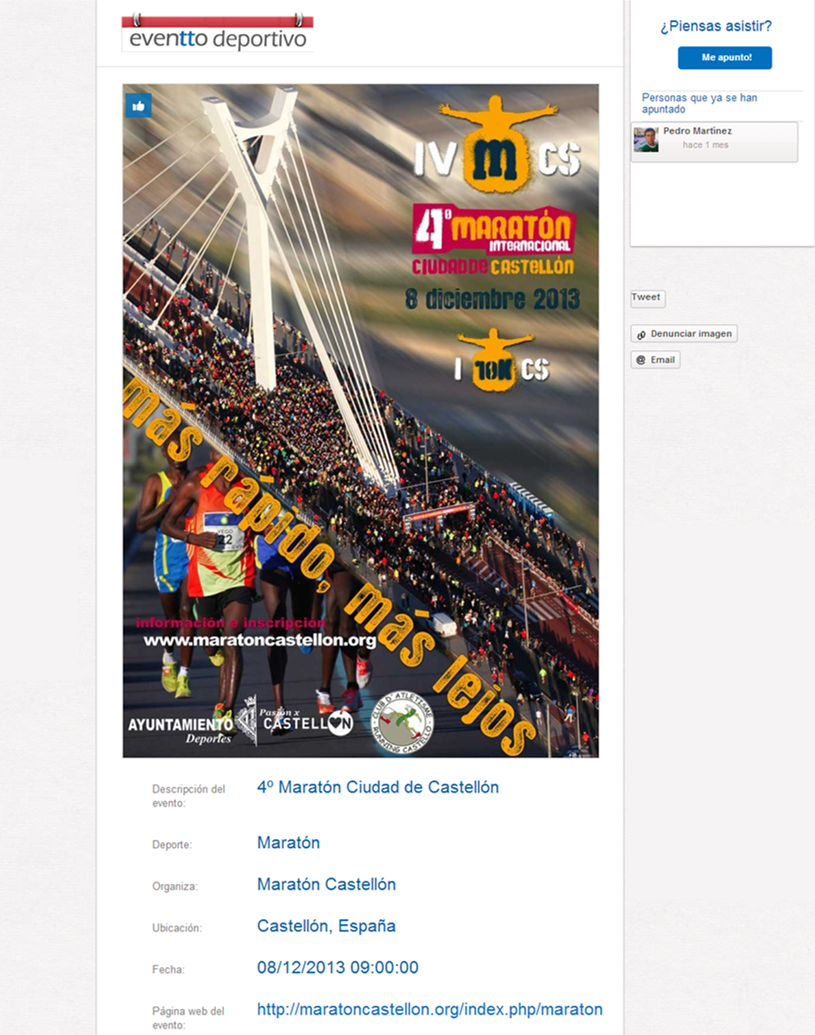 eventto deportivo
¿Piensas asistir?
Me apunto!
Personas que ya se han
apuntado
Pedro Martinez
hace 1 mes
Tweet
Denunciar imagen
@ Email
IV m CS
4º MARATÓN
INTERNACIONAL
CIUDAD DE CASTELLÓN
8 diciembre 2013
I 10K CS
más rápido, más lejos
22
información e inscripción
www.maratoncastellon.org
AYUNTAMIENTO
Deportes
Pasión x
CASTELLON
CLUB D'ATLETISME
RUNNING CASTELLÓ
Descripción del
evento:
4º Maratón Ciudad de Castellón
Deporte:
Maratón
Organiza:
Maratón Castellón
Ubicación:
Castellón, España
Fecha:
08/12/2013 09:00:00
Página web del
evento:
http://maratoncastellon.org/index.php/maraton